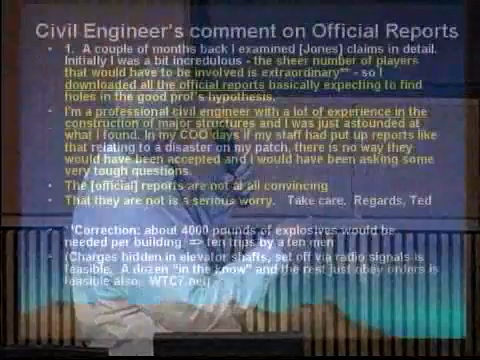 Civil Engineer's comment on Official Reports
• 1. A couple of months back I examined [Jones] claims in detail.
Initially I was a bit incredulous - the sheer number of players
that would have to be involved is extraordinary** - so I
downloaded all the official reports basically expecting to find
holes in the good prof's hypothesis.
• I'm a professional civil engineer with a lot of experience in the
construction of major structures and I was just astounded at
what I found. In my COO days if my staff had put up reports like
that relating to a disaster on my patch, there is no way they
would have been accepted and I would have been asking some
very tough questions.
• The [official] reports are not at all convincing
• That they are not is a serious worry. Take care. Regards, Ted
*Correction: about 4000 pounds of explosives would be
needed per building, => ten trips by a ten men
• (Charges hidden in elevator shafts, set off via radio signals is
feasible. A dozen "in the know" and the rest just obey orders is
feasible also. WTC7.net)